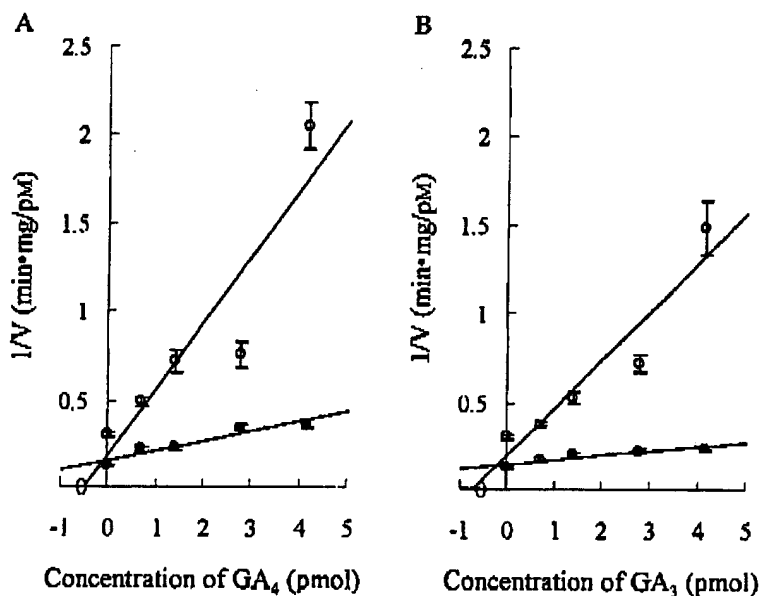 A
B
2.5
2
1.5
1
0.5
0
-1 0 1 2 3 4 5
1/V (min•mg/pM)
Concentration of GA₄ (pmol)
2.5
2
1.5
1
0.5
0
-1 0 1 2 3 4 5
1/V (min•mg/pM)
Concentration of GA₃ (pmol)